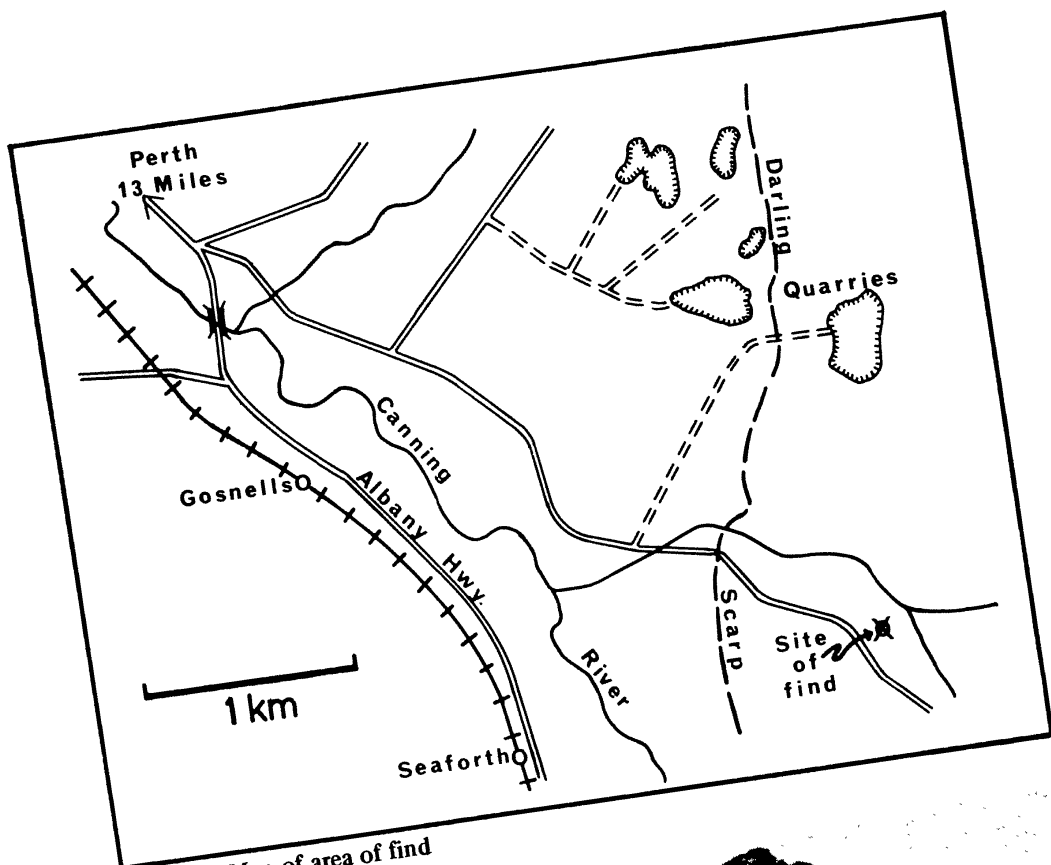 Perth
13 Miles
Darling
Quarries
Canning
Gosnells
Albany
Hwy.
Scarp
Site
of
find
River
1 km
Seaforth
of area of find